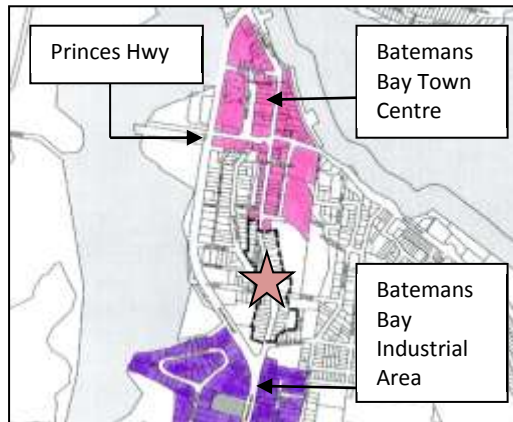 Princes Hwy
Batemans
Bay Town
Centre
Batemans
Bay
Industrial
Area